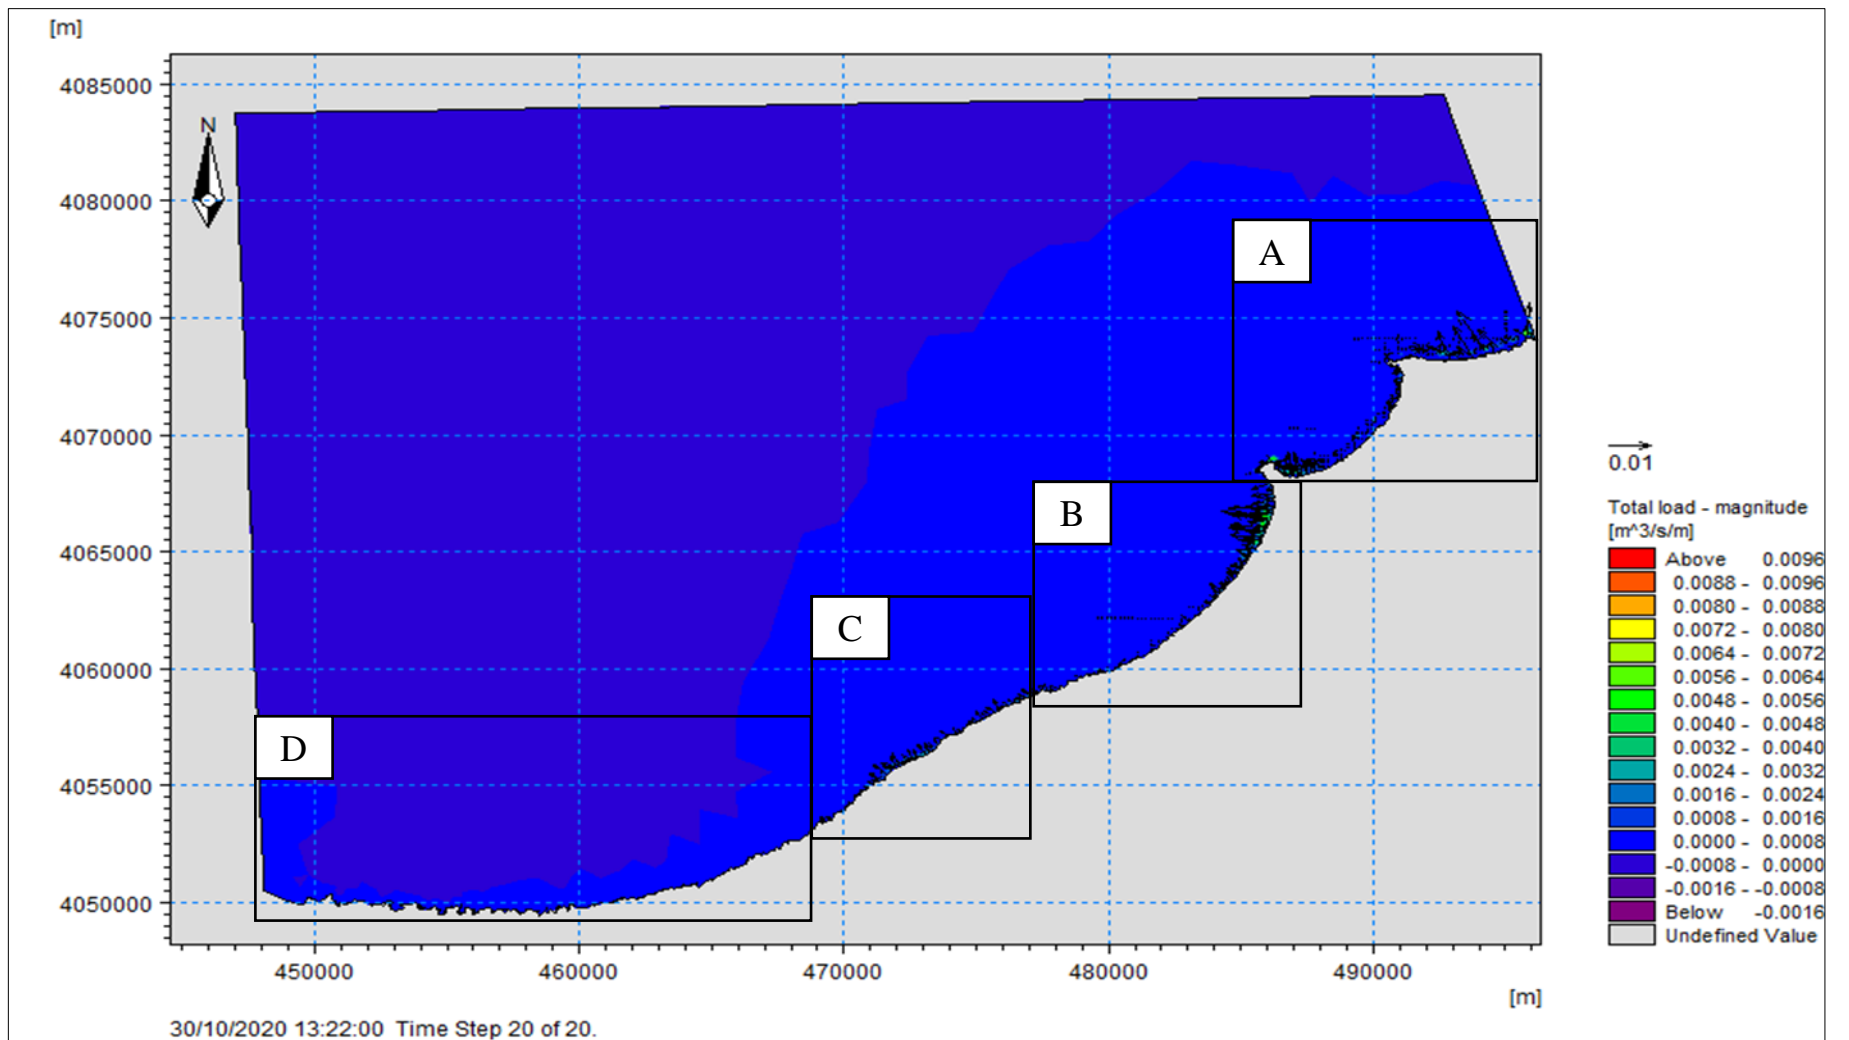 [m]
4085000
N
4080000
A
4075000
4070000
0.01
B
Total load - magnitude
[m^3/s/m]
4065000
Above 0.0096
0.0088 - 0.0096
C
0.0080 - 0.0088
0.0072 - 0.0080
4060000
0.0064 - 0.0072
0.0056 - 0.0064
0.0048 - 0.0056
D
0.0040 - 0.0048
0.0032 - 0.0040
4055000
0.0024 - 0.0032
0.0016 - 0.0024
0.0008 - 0.0016
0.0000 - 0.0008
-0.0008 - 0.0000
-0.0016 - -0.0008
4050000
Below -0.0016
Undefined Value
450000 460000 470000 480000 490000
[m]
30/10/2020 13:22:00 Time Step 20 of 20.